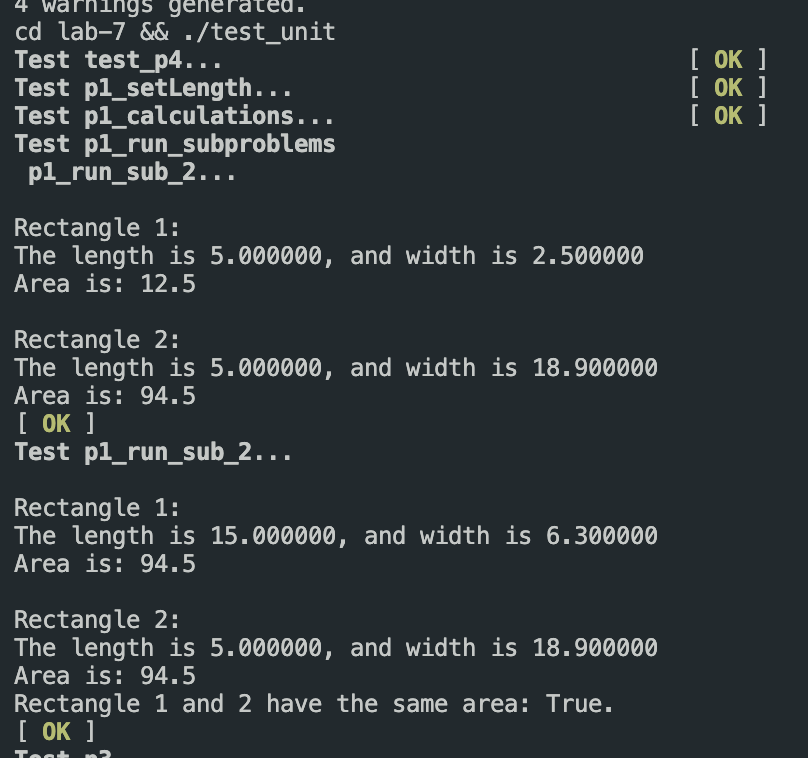 4 warnings generated.
cd lab-7 && ./test_unit
Test test_p4... [ OK ]
Test p1_setLength... [ OK ]
Test p1_calculations... [ OK ]
Test p1_run_subproblems
p1_run_sub_2...
Rectangle 1:
The length is 5.000000, and width is 2.500000
Area is: 12.5
Rectangle 2:
The length is 5.000000, and width is 18.900000
Area is: 94.5
[ OK ]
Test p1_run_sub_2...
Rectangle 1:
The length is 15.000000, and width is 6.300000
Area is: 94.5
Rectangle 2:
The length is 5.000000, and width is 18.900000
Area is: 94.5
Rectangle 1 and 2 have the same area: True.
[ OK ]
Test p3